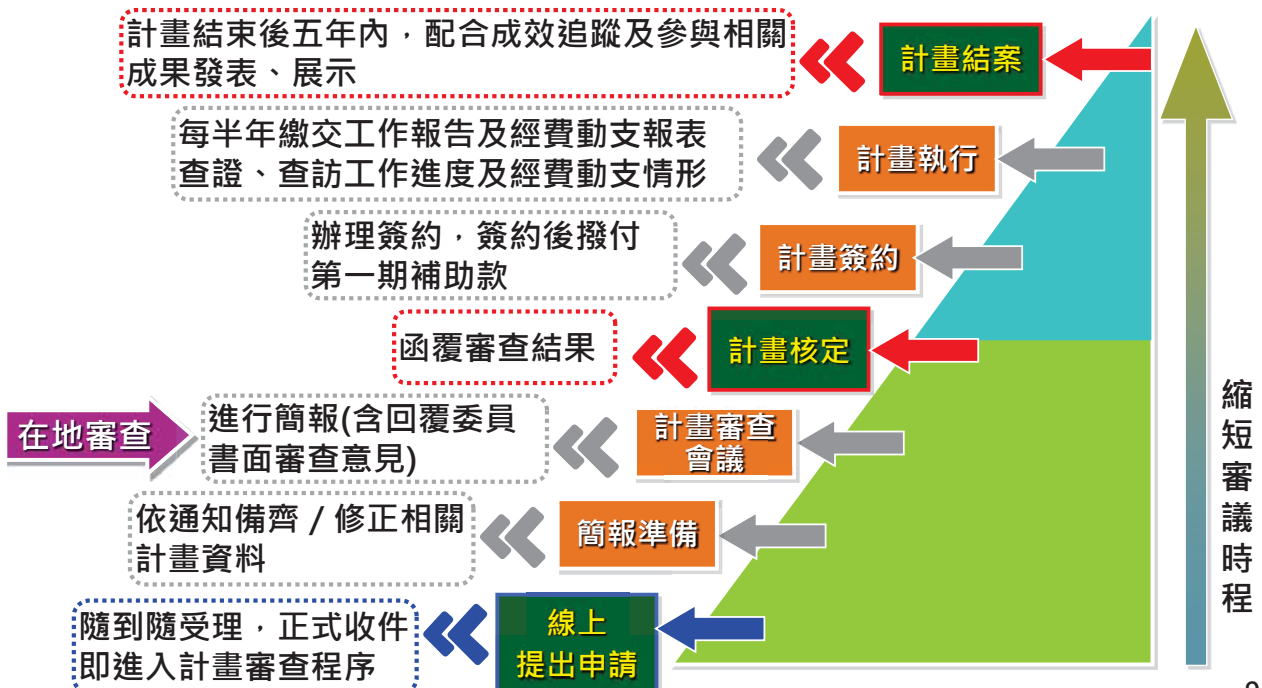 計畫結束後五年內，配合成效追蹤及參與相關
成果發表、展示
計畫結案
每半年繳交工作報告及經費動支報表
查證、查訪工作進度及經費動支情形
計畫執行
辦理簽約，簽約後撥付
第一期補助款
計畫簽約
函覆審查結果
計畫核定
在地審查
進行簡報(含回覆委員
書面審查意見)
計畫審查
會議
依通知備齊 / 修正相關
計畫資料
簡報準備
隨到隨受理，正式收件
即進入計畫審查程序
線上
提出申請
縮短審議時程